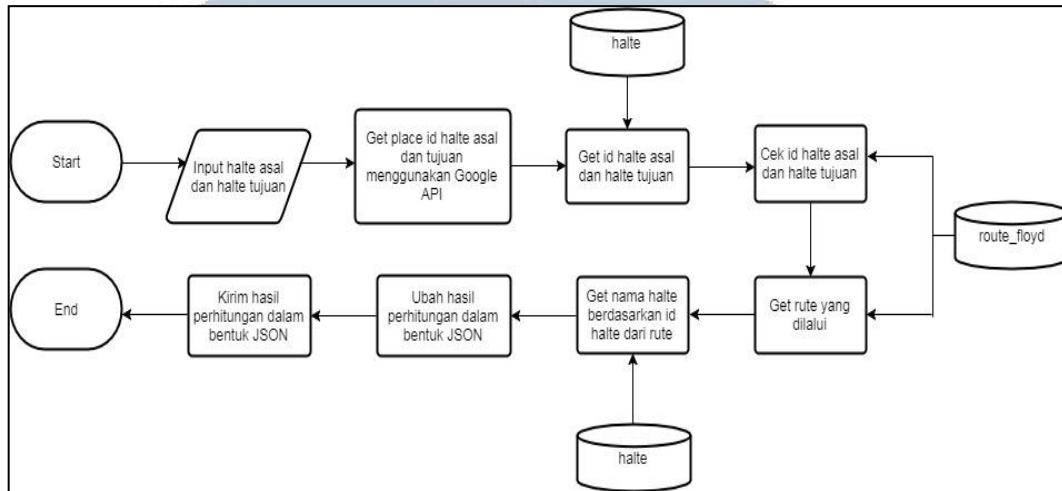 halte
Start
Input halte asal
dan halte tujuan
Get place id halte asal
dan tujuan
menggunakan Google
API
Get id halte asal
dan halte tujuan
Cek id halte asal
dan halte tujuan
route_floyd
End
Kirim hasil
perhitungan dalam
bentuk JSON
Ubah hasil
perhitungan dalam
bentuk JSON
Get nama halte
berdasarkan id
halte dari rute
Get rute yang
dilalui
halte